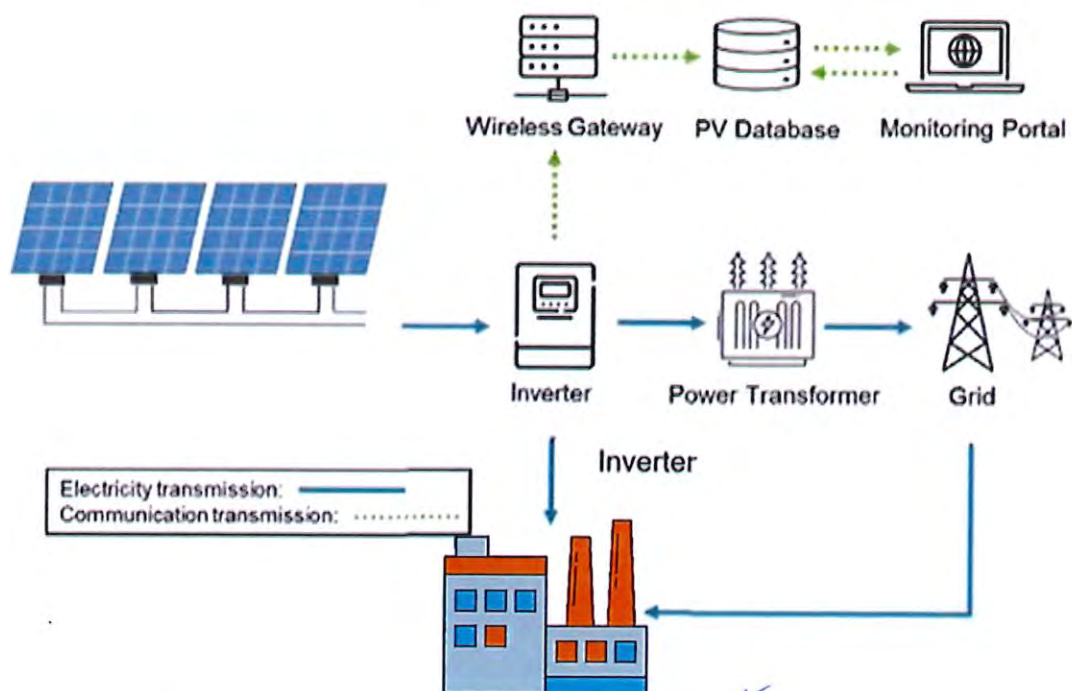 Wireless Gateway
PV Database
Monitoring Portal
Inverter
Power Transformer
Grid
Inverter
Electricity transmission:
Communication transmission: